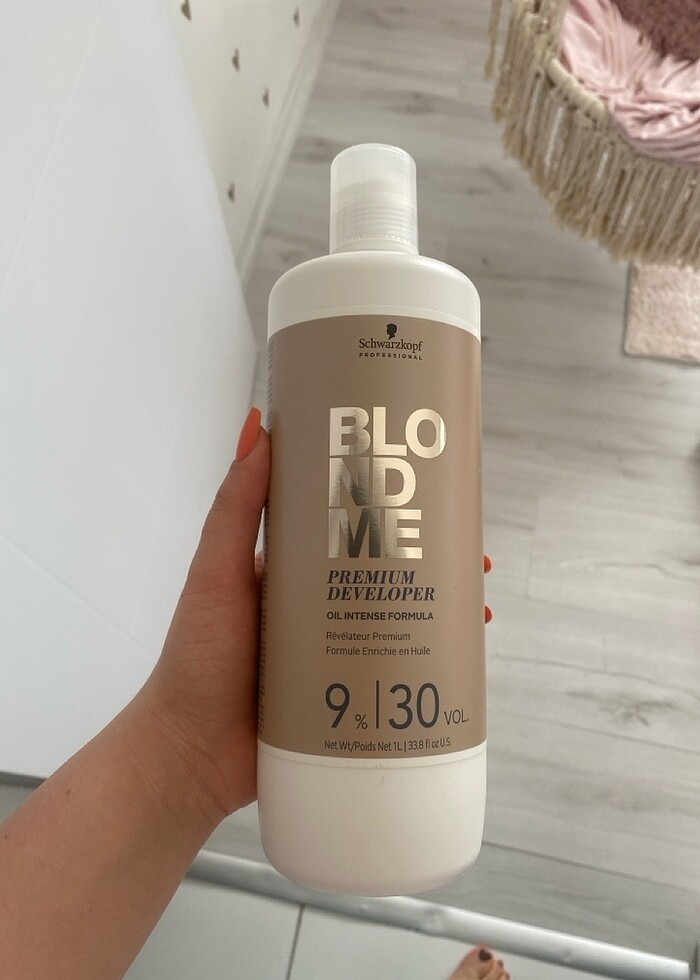 Schwarzkopf
PROFESSIONAL
BLO
ND
ME
PREMIUM
DEVELOPER
OIL INTENSE FORMULA
Révélateur Premium
Formule Enrichie en Huile
9 % | 30 VOL.
Net Wt/Poids Net 1L | 33.8 fl oz U.S.